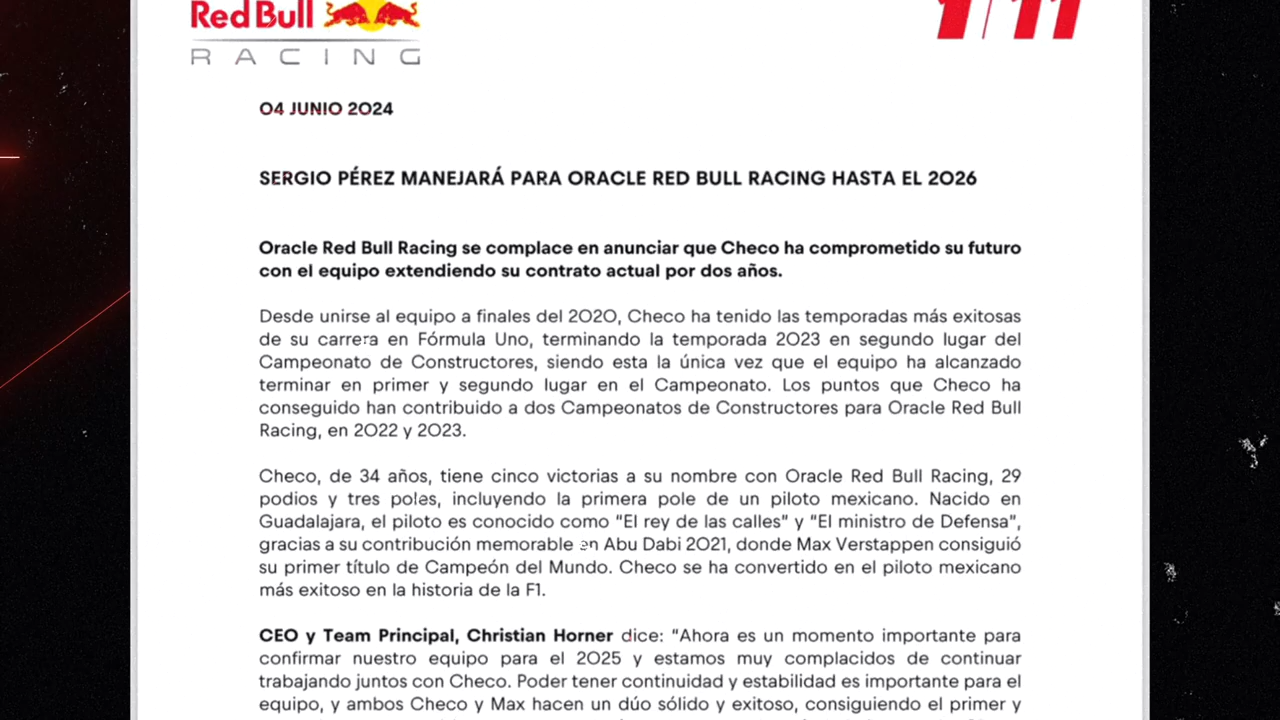 Red Bull
RACING
1/11
04 JUNIO 2024
SERGIO PÉREZ MANEJARÁ PARA ORACLE RED BULL RACING HASTA EL 2026
Oracle Red Bull Racing se complace en anunciar que Checo ha comprometido su futuro
con el equipo extendiendo su contrato actual por dos años.
Desde unirse al equipo a finales del 2020, Checo ha tenido las temporadas más exitosas
de su carrera en Fórmula Uno, terminando la temporada 2023 en segundo lugar del
Campeonato de Constructores, siendo esta la única vez que el equipo ha alcanzado
terminar en primer y segundo lugar en el Campeonato. Los puntos que Checo ha
conseguido han contribuido a dos Campeonatos de Constructores para Oracle Red Bull
Racing, en 2022 y 2023.
Checo, de 34 años, tiene cinco victorias a su nombre con Oracle Red Bull Racing, 29
podios y tres poles, incluyendo la primera pole de un piloto mexicano. Nacido en
Guadalajara, el piloto es conocido como "El rey de las calles" y "El ministro de Defensa",
gracias a su contribución memorable en Abu Dabi 2021, donde Max Verstappen consiguió
su primer título de Campeón del Mundo. Checo se ha convertido en el piloto mexicano
más exitoso en la historia de la F1.
CEO y Team Principal, Christian Horner dice: "Ahora es un momento importante para
confirmar nuestro equipo para el 2025 y estamos muy complacidos de continuar
trabajando juntos con Checo. Poder tener continuidad y estabilidad es importante para el
equipo, y ambos Checo y Max hacen un dúo sólido y exitoso, consiguiendo el primer y